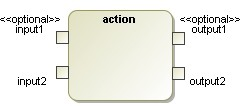 <<optional>> action <<optional>>
input1 output1
input2 output2